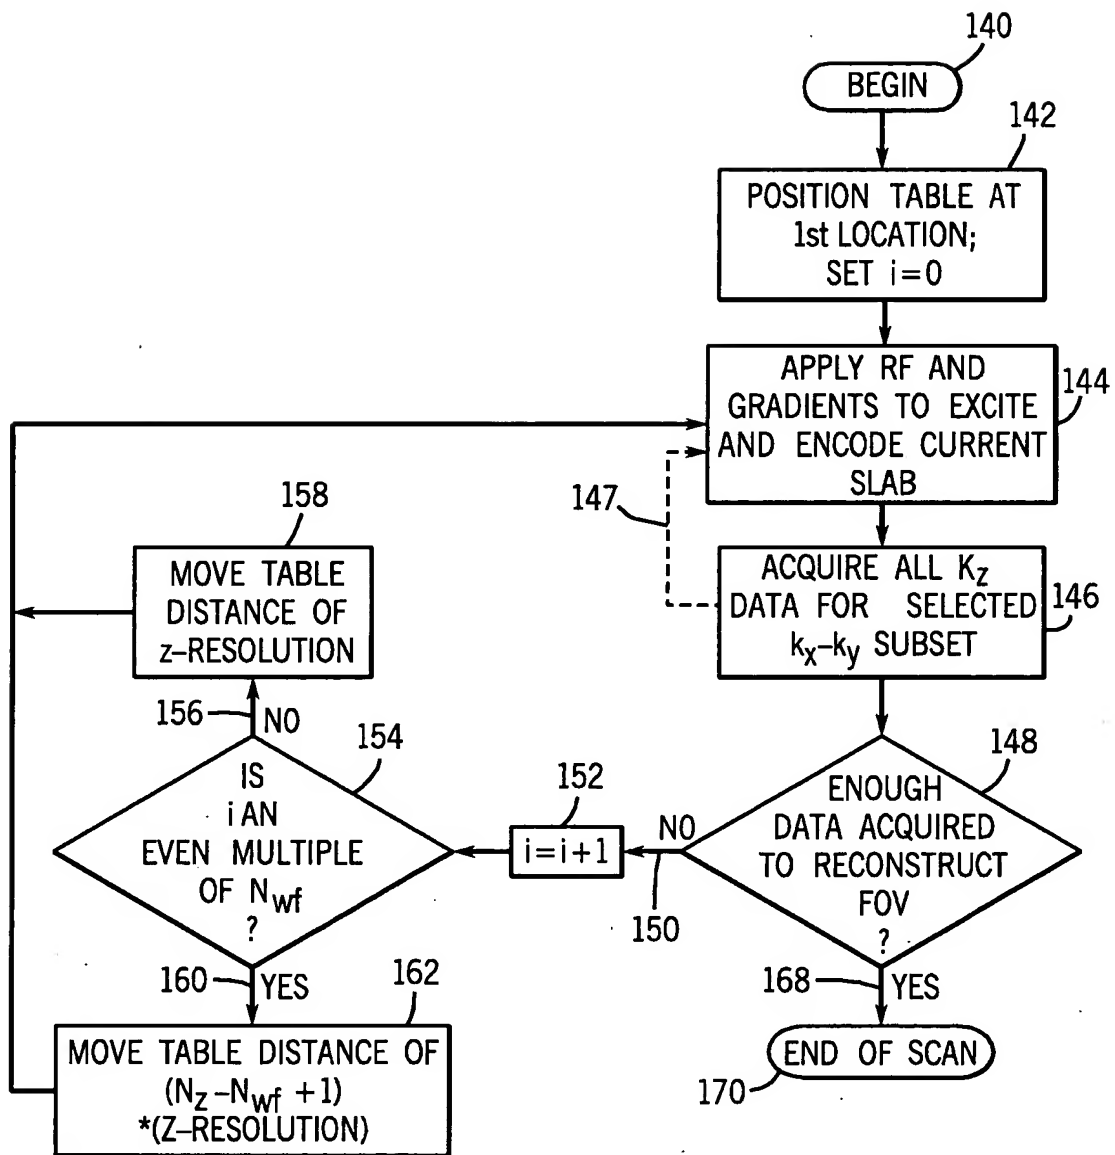 140
BEGIN
142
POSITION TABLE AT
1st LOCATION;
SET i=0
APPLY RF AND
GRADIENTS TO EXCITE
AND ENCODE CURRENT
SLAB
144
147
158
MOVE TABLE
DISTANCE OF
z-RESOLUTION
ACQUIRE ALL Kz
DATA FOR SELECTED
kx-ky SUBSET
146
156
NO
154
IS
i AN
EVEN MULTIPLE
OF Nwf
?
152
i=i+1
NO
150
148
ENOUGH
DATA ACQUIRED
TO RECONSTRUCT
FOV
?
160
YES
162
168
YES
MOVE TABLE DISTANCE OF
(Nz-Nwf+1)
*(Z-RESOLUTION)
END OF SCAN
170